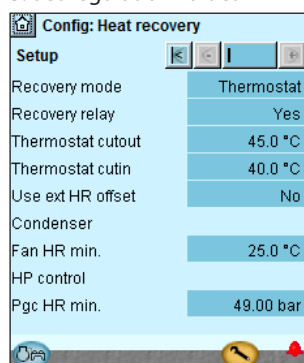 Config: Heat recovery
Setup
Recovery mode Thermostat
Recovery relay Yes
Thermostat cutout 45.0 °C
Thermostat cutin 40.0 °C
Use ext HR offset No
Condenser
Fan HR min. 25.0 °C
HP control
Pgc HR min. 49.00 bar